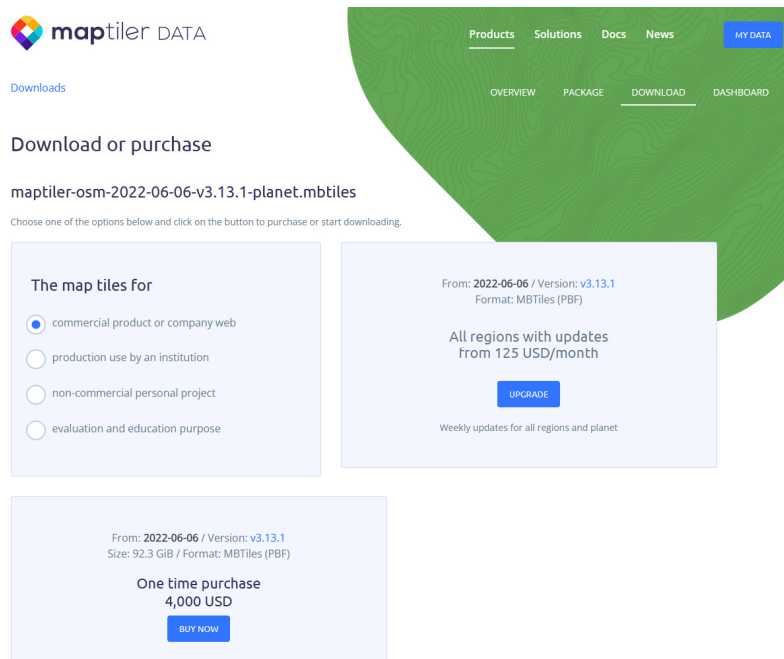 maptiler DATA
Products Solutions Docs News MY DATA
Downloads
OVERVIEW PACKAGE DOWNLOAD DASHBOARD
Download or purchase
maptiler-osm-2022-06-06-v3.13.1-planet.mbtiles
Choose one of the options below and click on the button to purchase or start downloading.
The map tiles for
commercial product or company web
production use by an institution
non-commercial personal project
evaluation and education purpose
From: 2022-06-06 / Version: v3.13.1
Format: MBTiles (PBF)
All regions with updates
from 125 USD/month
UPGRADE
Weekly updates for all regions and planet
From: 2022-06-06 / Version: v3.13.1
Size: 92.3 GiB / Format: MBTiles (PBF)
One time purchase
4,000 USD
BUY NOW